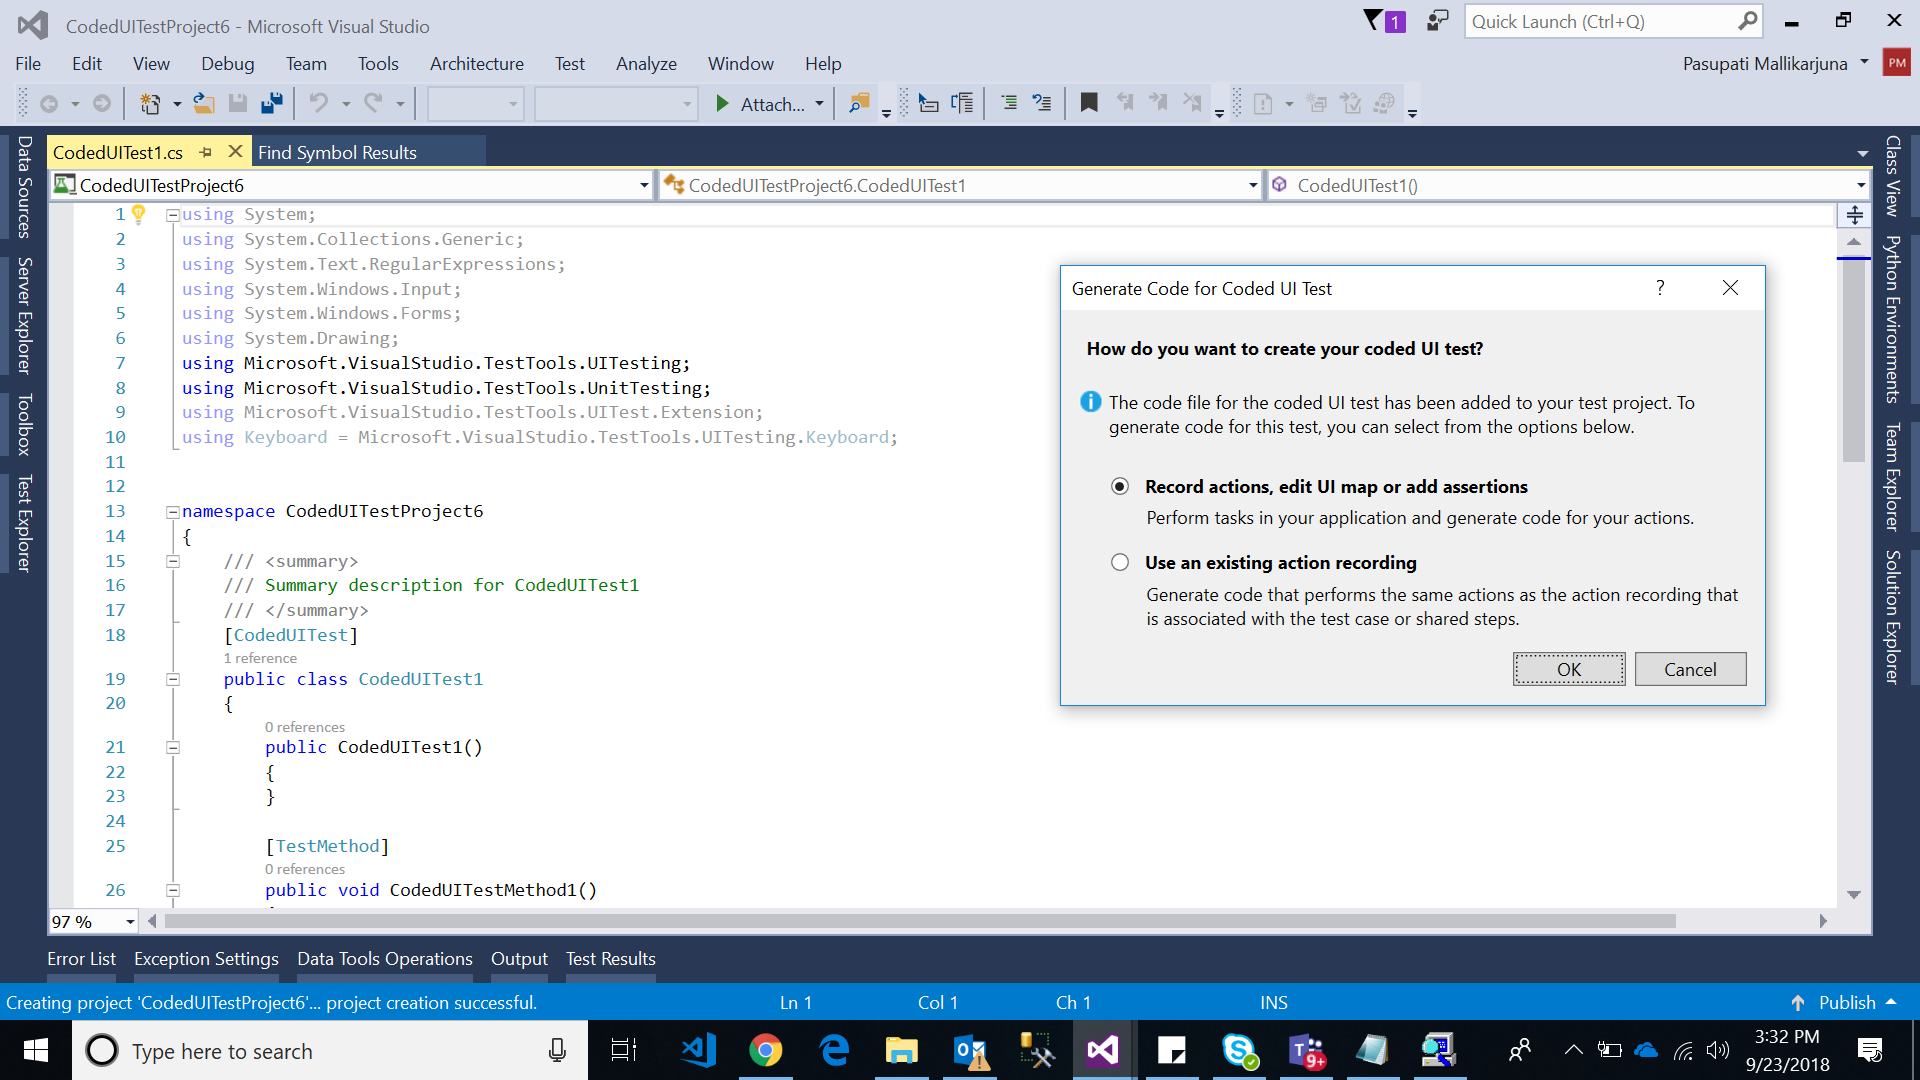 CodedUITestProject6 - Microsoft Visual Studio
1
Quick Launch (Ctrl+Q)
File Edit View Debug Team Tools Architecture Test Analyze Window Help
Pasupati Mallikarjuna
PM
Attach...
CodedUITest1.cs
Find Symbol Results
CodedUITestProject6
CodedUITestProject6.CodedUITest1
CodedUITest1()
Data Sources
Server Explorer
Toolbox
Test Explorer
1 using System;
2 using System.Collections.Generic;
3 using System.Text.RegularExpressions;
4 using System.Windows.Input;
5 using System.Windows.Forms;
6 using System.Drawing;
7 using Microsoft.VisualStudio.TestTools.UITesting;
8 using Microsoft.VisualStudio.TestTools.UnitTesting;
9 using Microsoft.VisualStudio.TestTools.UITest.Extension;
10 using Keyboard = Microsoft.VisualStudio.TestTools.UITesting.Keyboard;
11
12
13 namespace CodedUITestProject6
14 {
15 /// <summary>
16 /// Summary description for CodedUITest1
17 /// </summary>
18 [CodedUITest]
1 reference
19 public class CodedUITest1
20 {
0 references
21 public CodedUITest1()
22 {
23 }
24
25 [TestMethod]
0 references
26 public void CodedUITestMethod1()
97 %
Generate Code for Coded UI Test
?
How do you want to create your coded UI test?
The code file for the coded UI test has been added to your test project. To
generate code for this test, you can select from the options below.
Record actions, edit UI map or add assertions
Perform tasks in your application and generate code for your actions.
Use an existing action recording
Generate code that performs the same actions as the action recording that
is associated with the test case or shared steps.
OK
Cancel
Class View
Python Environments
Team Explorer
Solution Explorer
Error List Exception Settings Data Tools Operations Output Test Results
Creating project 'CodedUITestProject6'... project creation successful.
Ln 1 Col 1 Ch 1 INS
Publish
Type here to search
9+
3:32 PM
9/23/2018